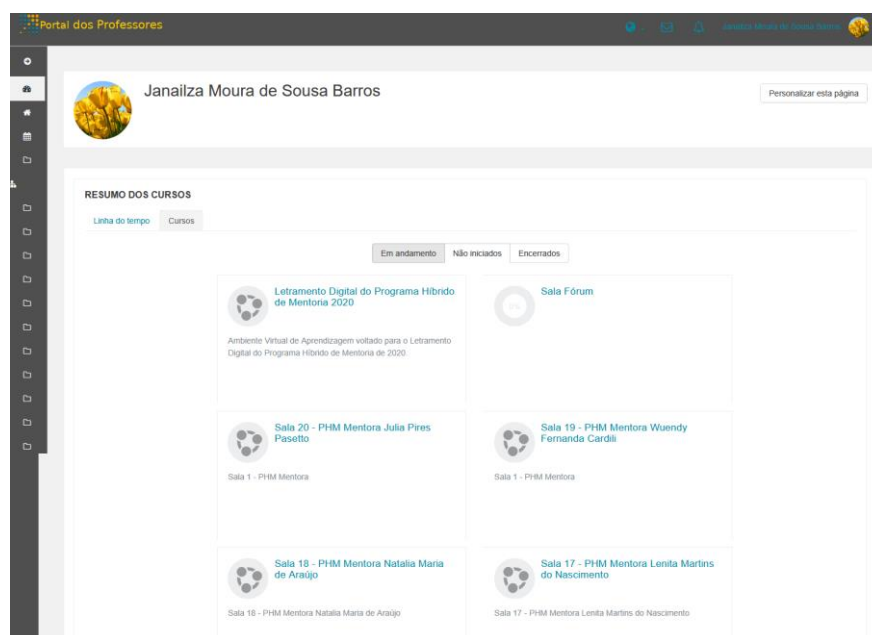 Portal dos Professores
Janailza Moura de Sousa Barros
Janailza Moura de Sousa Barros
Personalizar esta página
RESUMO DOS CURSOS
Linha do tempo Cursos
Em andamento Não iniciados Encerrados
Letramento Digital do Programa Híbrido
de Mentoria 2020
Ambiente Virtual de Aprendizagem voltado para o Letramento
Digital do Programa Híbrido de Mentoria de 2020
Sala Fórum
Sala 20 - PHM Mentora Julia Pires
Pasetto
Sala 1 - PHM Mentora
Sala 19 - PHM Mentora Wuendy
Fernanda Cardili
Sala 1 - PHM Mentora
Sala 18 - PHM Mentora Natalia Maria
de Araújo
Sala 18 - PHM Mentora Natalia Maria de Araújo
Sala 17 - PHM Mentora Lenita Martins
do Nascimento
Sala 17 - PHM Mentora Lenita Martins do Nascimento